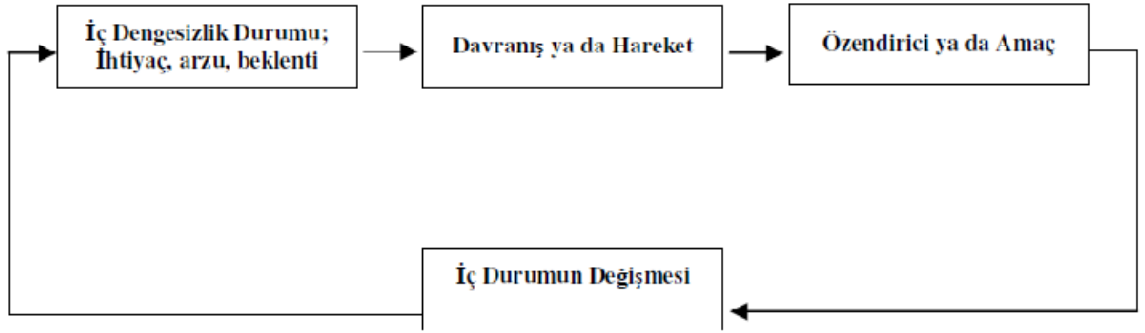 İç Dengesizlik Durumu;
İhtiyaç, arzu, beklenti
Davranış ya da Hareket
Özendirici ya da Amaç
İç Durumun Değişmesi